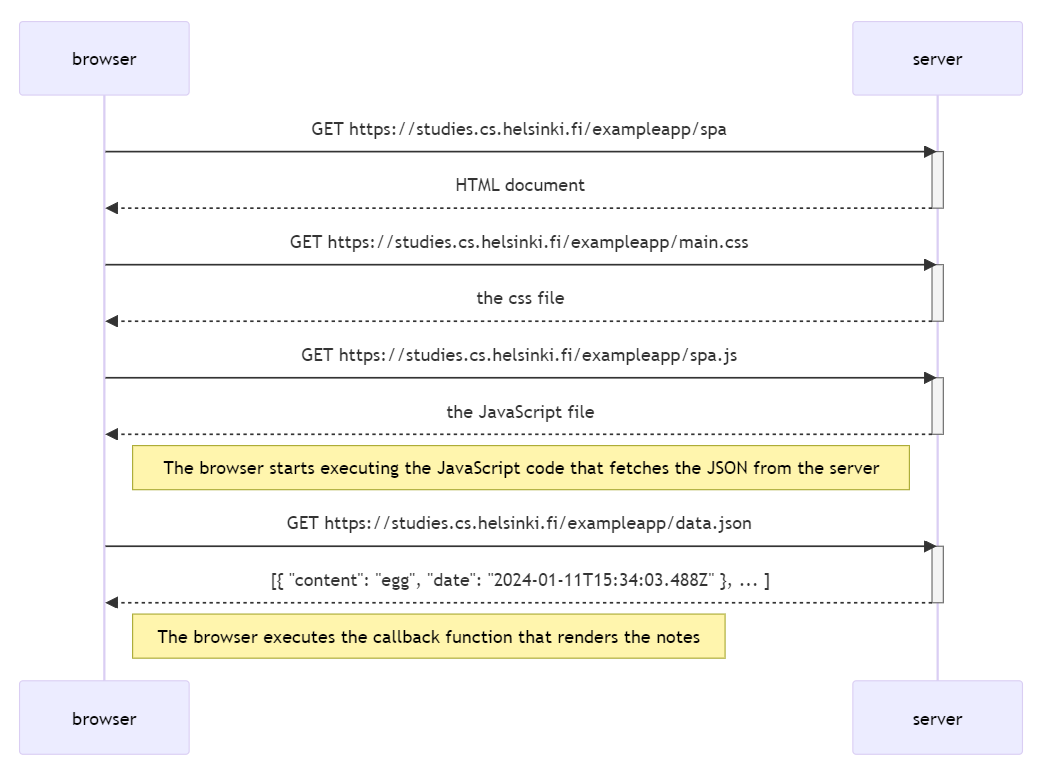 browser
server
GET https://studies.cs.helsinki.fi/exampleapp/spa
HTML document
GET https://studies.cs.helsinki.fi/exampleapp/main.css
the css file
GET https://studies.cs.helsinki.fi/exampleapp/spa.js
the JavaScript file
The browser starts executing the JavaScript code that fetches the JSON from the server
GET https://studies.cs.helsinki.fi/exampleapp/data.json
[{ "content": "egg", "date": "2024-01-11T15:34:03.488Z" }, ... ]
The browser executes the callback function that renders the notes
browser
server